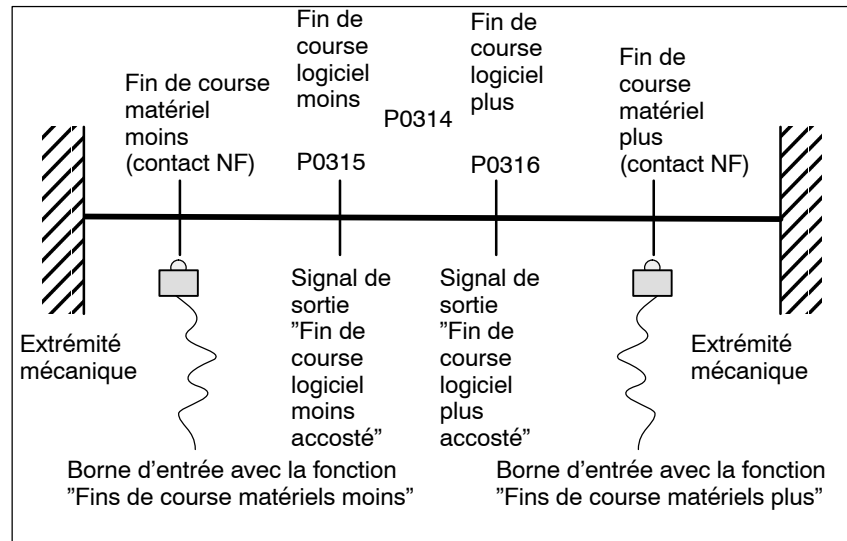 Fin de course
matériel
moins
(contact NF)
Fin de
course
logiciel
moins
P0315
P0314
Fin de
course
logiciel
plus
P0316
Fin de
course
matériel
plus
(contact NF)
Extrémité
mécanique
Signal de
sortie
”Fin de
course
logiciel
moins
accosté”
Signal de
sortie
”Fin de
course
logiciel
plus
accosté”
Extrémité
mécanique
Borne d’entrée avec la fonction
”Fins de course matériels moins”
Borne d’entrée avec la fonction
”Fins de course matériels plus”